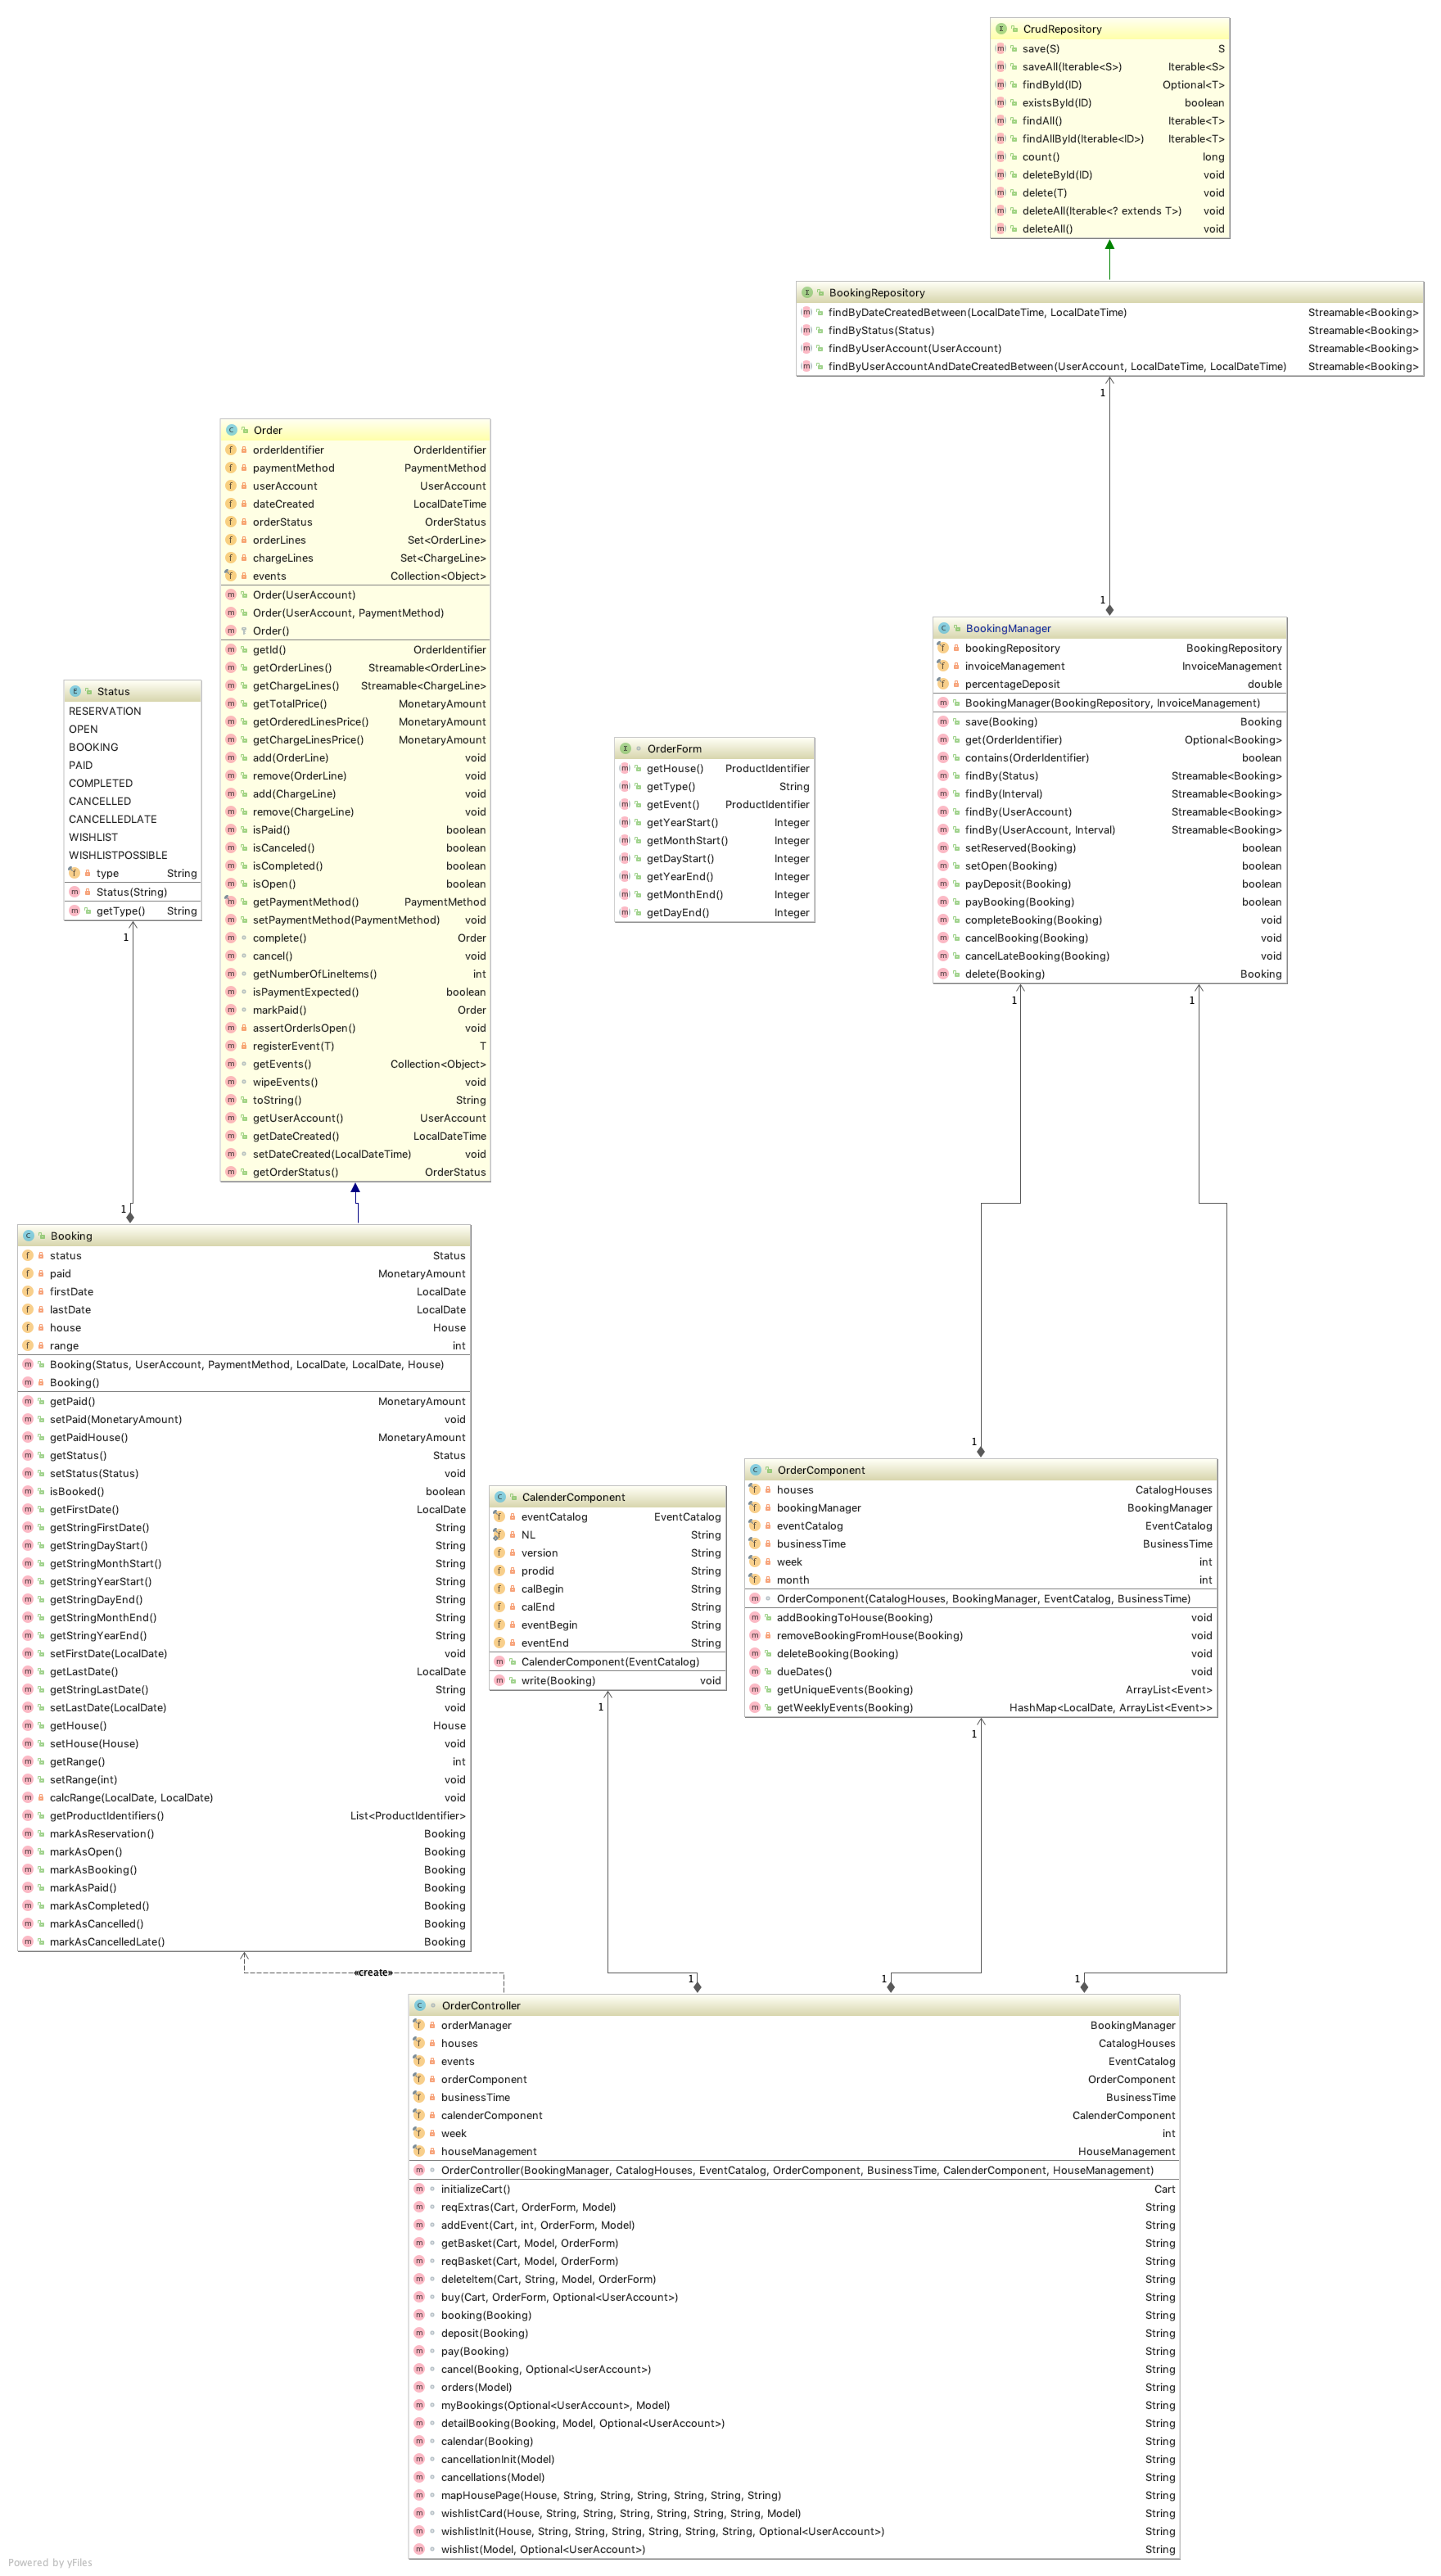 CrudRepository
save(S) S
saveAll(Iterable<S>) Iterable<S>
findById(ID) Optional<T>
existsById(ID) boolean
findAll() Iterable<T>
findAllById(Iterable<ID>) Iterable<T>
count() long
deleteById(ID) void
delete(T) void
deleteAll(Iterable<? extends T>) void
deleteAll() void
BookingRepository
findByDateCreatedBetween(LocalDateTime, LocalDateTime) Streamable<Booking>
findByStatus(Status) Streamable<Booking>
findByUserAccount(UserAccount) Streamable<Booking>
findByUserAccountAndDateCreatedBetween(UserAccount, LocalDateTime, LocalDateTime) Streamable<Booking>
1
1
Order
orderIdentifier OrderIdentifier
paymentMethod PaymentMethod
userAccount UserAccount
dateCreated LocalDateTime
orderStatus OrderStatus
orderLines Set<OrderLine>
chargeLines Set<ChargeLine>
events Collection<Object>
Order(UserAccount)
Order(UserAccount, PaymentMethod)
Order()
getId() OrderIdentifier
getOrderLines() Streamable<OrderLine>
getChargeLines() Streamable<ChargeLine>
getTotalPrice() MonetaryAmount
getOrderedLinesPrice() MonetaryAmount
getChargeLinesPrice() MonetaryAmount
add(OrderLine) void
remove(OrderLine) void
add(ChargeLine) void
remove(ChargeLine) void
isPaid() boolean
isCanceled() boolean
isCompleted() boolean
isOpen() boolean
getPaymentMethod() PaymentMethod
setPaymentMethod(PaymentMethod) void
complete() Order
cancel() void
getNumberOfLineItems() int
isPaymentExpected() boolean
markPaid() Order
assertOrderIsOpen() void
registerEvent(T) T
getEvents() Collection<Object>
wipeEvents() void
toString() String
getUserAccount() UserAccount
getDateCreated() LocalDateTime
setDateCreated(LocalDateTime) void
getOrderStatus() OrderStatus
Status
RESERVATION
OPEN
BOOKING
PAID
COMPLETED
CANCELLED
CANCELLEDLATE
WISHLIST
WISHLISTPOSSIBLE
type String
Status(String)
getType() String
1
1
OrderForm
getHouse() ProductIdentifier
getType() String
getEvent() ProductIdentifier
getYearStart() Integer
getMonthStart() Integer
getDayStart() Integer
getYearEnd() Integer
getMonthEnd() Integer
getDayEnd() Integer
BookingManager
bookingRepository BookingRepository
invoiceManagement InvoiceManagement
percentageDeposit double
BookingManager(BookingRepository, InvoiceManagement)
save(Booking) Booking
get(OrderIdentifier) Optional<Booking>
contains(OrderIdentifier) boolean
findBy(Status) Streamable<Booking>
findBy(Interval) Streamable<Booking>
findBy(UserAccount) Streamable<Booking>
findBy(UserAccount, Interval) Streamable<Booking>
setReserved(Booking) boolean
setOpen(Booking) boolean
payDeposit(Booking) boolean
payBooking(Booking) boolean
completeBooking(Booking) void
cancelBooking(Booking) void
cancelLateBooking(Booking) void
delete(Booking) Booking
1
1
Booking
status Status
paid MonetaryAmount
firstDate LocalDate
lastDate LocalDate
house House
range int
Booking(Status, UserAccount, PaymentMethod, LocalDate, LocalDate, House)
Booking()
getPaid() MonetaryAmount
setPaid(MonetaryAmount) void
getPaidHouse() MonetaryAmount
getStatus() Status
setStatus(Status) void
isBooked() boolean
getFirstDate() LocalDate
getStringFirstDate() String
getStringDayStart() String
getStringMonthStart() String
getStringYearStart() String
getStringDayEnd() String
getStringMonthEnd() String
getStringYearEnd() String
setFirstDate(LocalDate) void
getLastDate() LocalDate
getStringLastDate() String
setLastDate(LocalDate) void
getHouse() House
setHouse(House) void
getRange() int
setRange(int) void
calcRange(LocalDate, LocalDate) void
getProductIdentifiers() List<ProductIdentifier>
markAsReservation() Booking
markAsOpen() Booking
markAsBooking() Booking
markAsPaid() Booking
markAsCompleted() Booking
markAsCancelled() Booking
markAsCancelledLate() Booking
CalenderComponent
eventCatalog EventCatalog
NL String
version String
prodid String
calBegin String
calEnd String
eventBegin String
eventEnd String
CalenderComponent(EventCatalog)
write(Booking) void
1
1
OrderComponent
houses CatalogHouses
bookingManager BookingManager
eventCatalog EventCatalog
businessTime BusinessTime
week int
month int
OrderComponent(CatalogHouses, BookingManager, EventCatalog, BusinessTime)
addBookingToHouse(Booking) void
removeBookingFromHouse(Booking) void
deleteBooking(Booking) void
dueDates() void
getUniqueEvents(Booking) ArrayList<Event>
getWeeklyEvents(Booking) HashMap<LocalDate, ArrayList<Event>>
1
«create»
1
1
1
OrderController
orderManager BookingManager
houses CatalogHouses
events EventCatalog
orderComponent OrderComponent
businessTime BusinessTime
calenderComponent CalenderComponent
week int
houseManagement HouseManagement
OrderController(BookingManager, CatalogHouses, EventCatalog, OrderComponent, BusinessTime, CalenderComponent, HouseManagement)
initializeCart() Cart
reqExtras(Cart, OrderForm, Model) String
addEvent(Cart, int, OrderForm, Model) String
getBasket(Cart, Model, OrderForm) String
reqBasket(Cart, Model, OrderForm) String
deleteItem(Cart, String, Model, OrderForm) String
buy(Cart, OrderForm, Optional<UserAccount>) String
booking(Booking) String
deposit(Booking) String
pay(Booking) String
cancel(Booking, Optional<UserAccount>) String
orders(Model) String
myBookings(Optional<UserAccount>, Model) String
detailBooking(Booking, Model, Optional<UserAccount>) String
calendar(Booking) String
cancellationInit(Model) String
cancellations(Model) String
mapHousePage(House, String, String, String, String, String, String) String
wishlistCard(House, String, String, String, String, String, String, Model) String
wishlistInit(House, String, String, String, String, String, String, Optional<UserAccount>) String
wishlist(Model, Optional<UserAccount>) String
Powered by yFiles